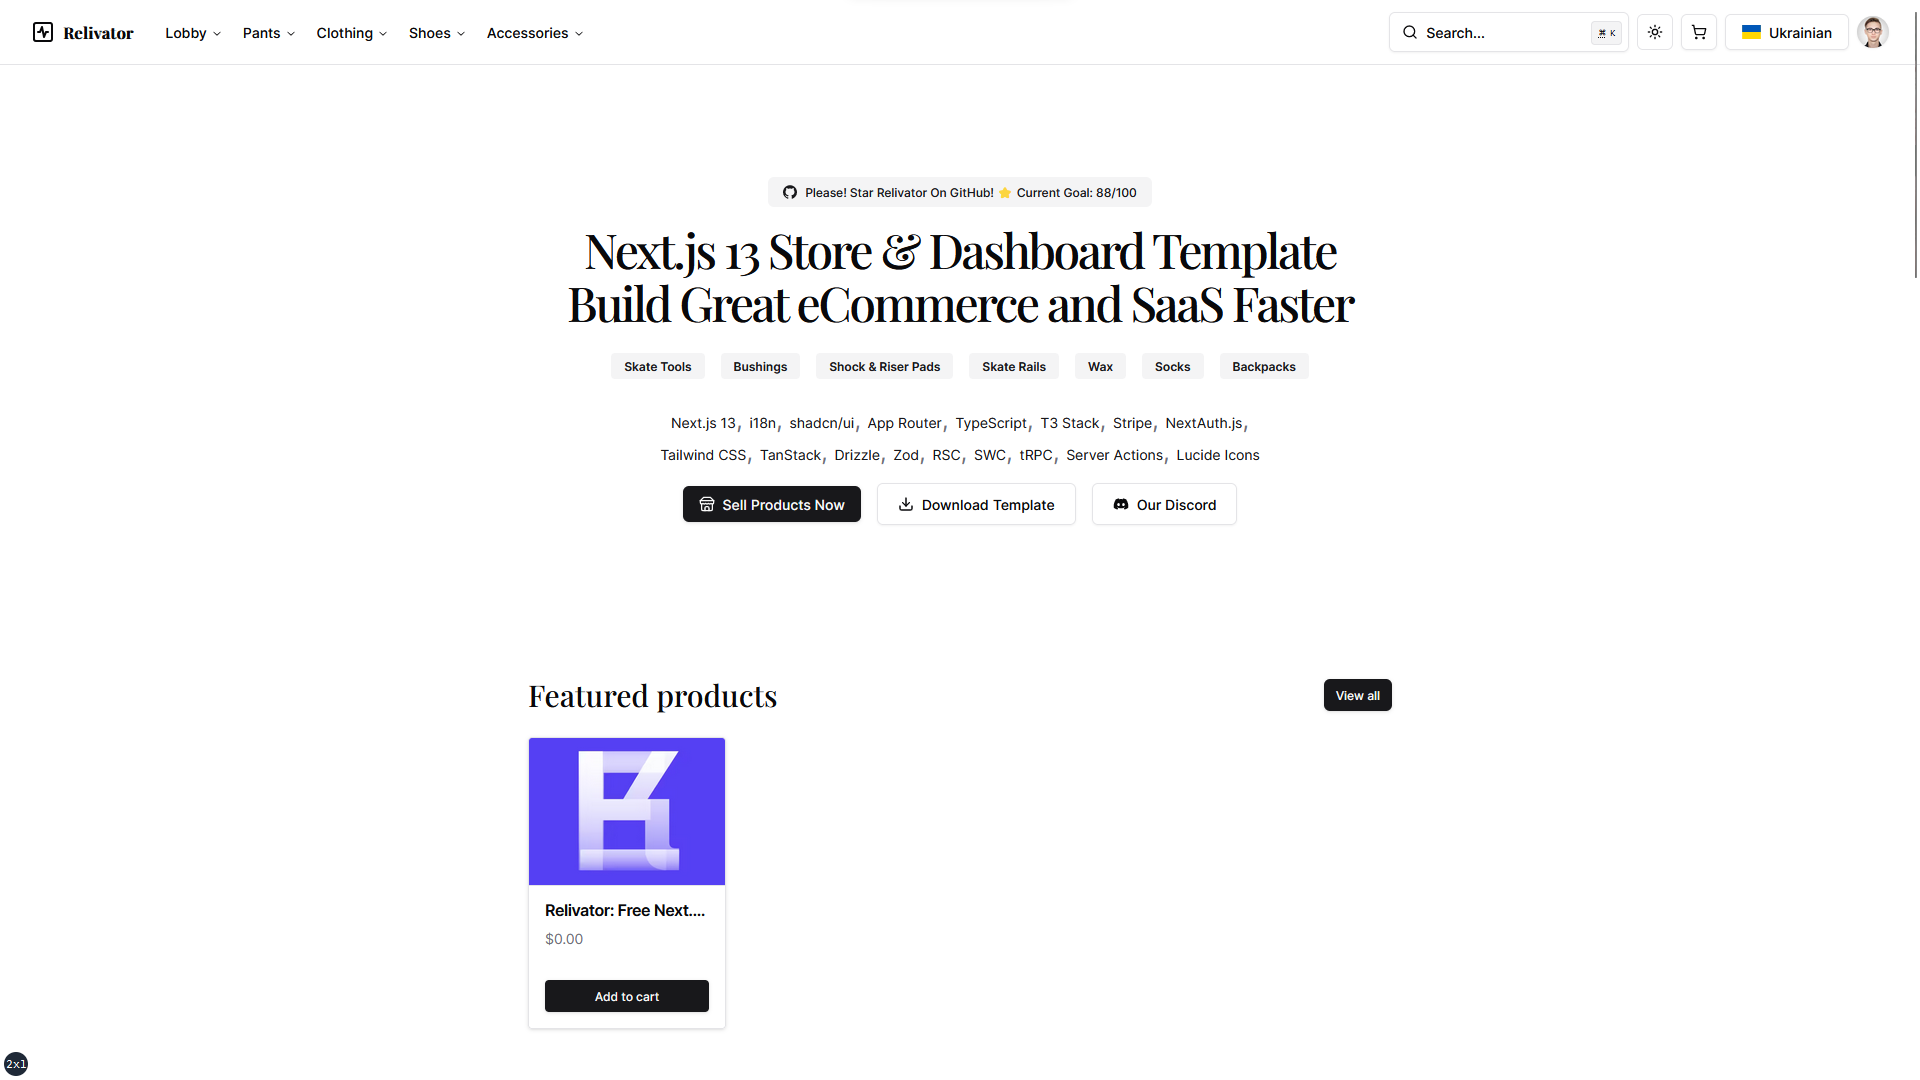 Relivator Lobby Pants Clothing Shoes Accessories Search... ⌘ K Ukrainian
Please! Star Relivator On GitHub! ⭐ Current Goal: 88/100
Next.js 13 Store & Dashboard Template
Build Great eCommerce and SaaS Faster
Skate Tools Bushings Shock & Riser Pads Skate Rails Wax Socks Backpacks
Next.js 13, i18n, shadcn/ui, App Router, TypeScript, T3 Stack, Stripe, NextAuth.js,
Tailwind CSS, TanStack, Drizzle, Zod, RSC, SWC, tRPC, Server Actions, Lucide Icons
Sell Products Now Download Template Our Discord
Featured products View all
Relivator: Free Next....
$0.00
Add to cart
2x1